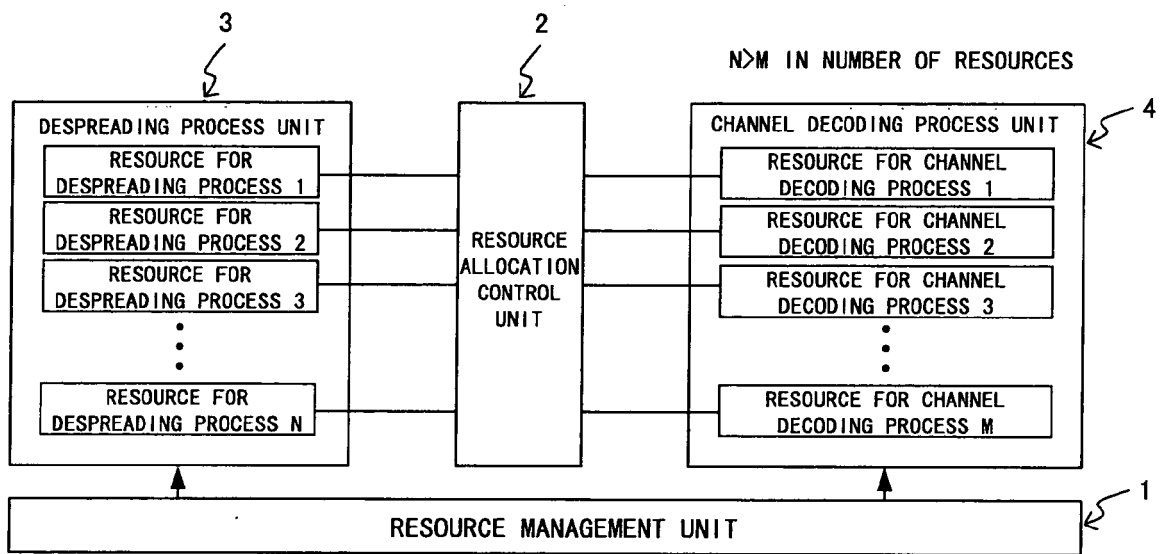 3
2
N>M IN NUMBER OF RESOURCES
4
DESPREADING PROCESS UNIT
RESOURCE FOR
DESPREADING PROCESS 1
RESOURCE FOR
DESPREADING PROCESS 2
RESOURCE FOR
DESPREADING PROCESS 3
RESOURCE FOR
DESPREADING PROCESS N
RESOURCE
ALLOCATION
CONTROL
UNIT
CHANNEL DECODING PROCESS UNIT
RESOURCE FOR CHANNEL
DECODING PROCESS 1
RESOURCE FOR CHANNEL
DECODING PROCESS 2
RESOURCE FOR CHANNEL
DECODING PROCESS 3
RESOURCE FOR CHANNEL
DECODING PROCESS M
RESOURCE MANAGEMENT UNIT
1